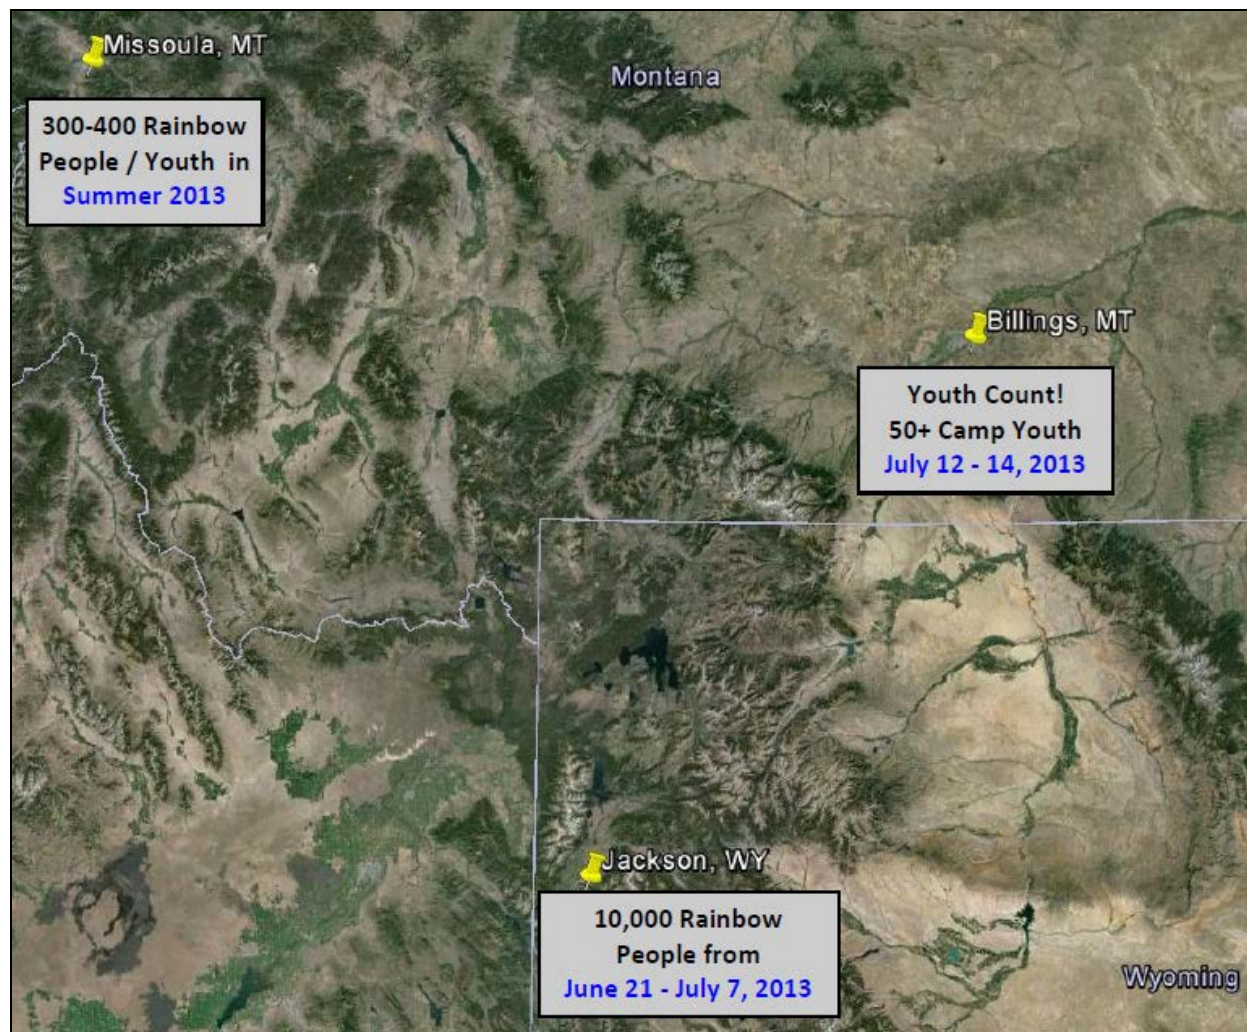 Missoula, MT
Montana
300-400 Rainbow
People / Youth in
Summer 2013
Billings, MT
Youth Count!
50+ Camp Youth
July 12 - 14, 2013
Jackson, WY
10,000 Rainbow
People from
June 21 - July 7, 2013
Wyoming